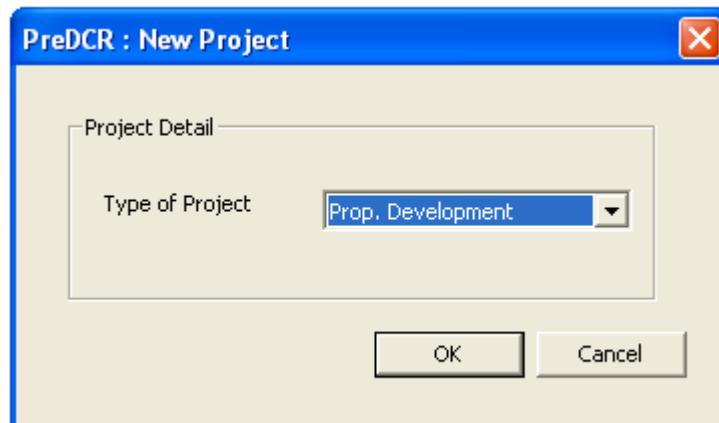 PreDCR : New Project
Project Detail
Type of Project
Prop. Development
OK
Cancel